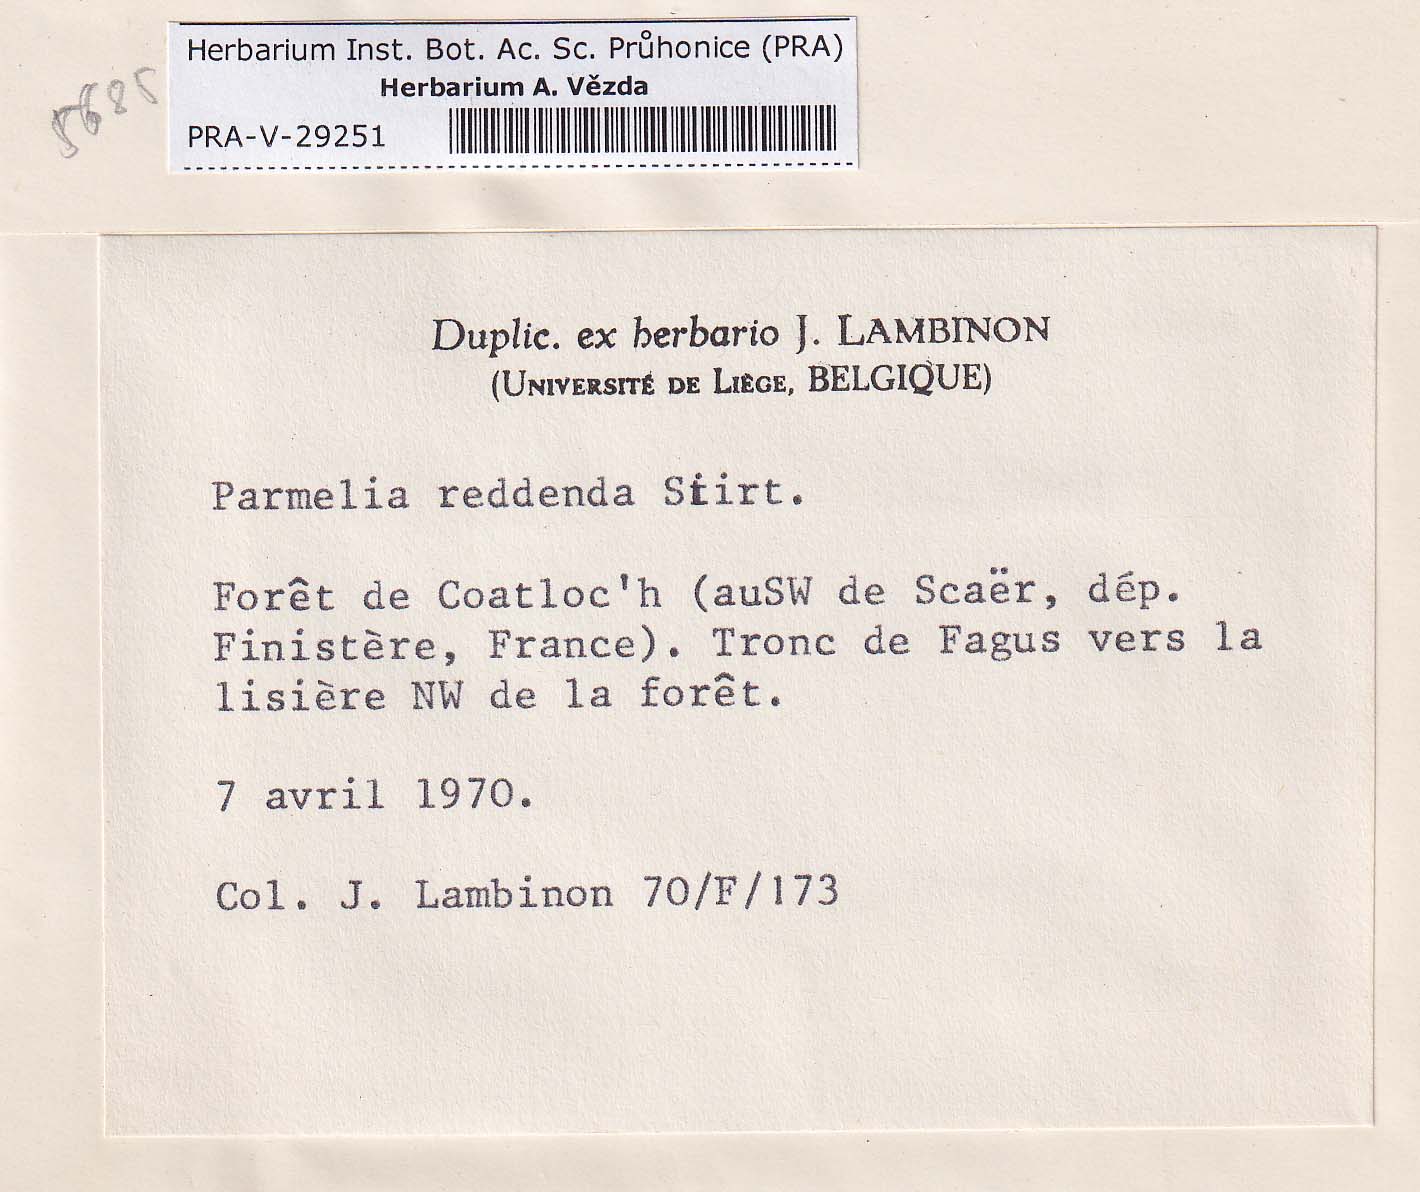 5685
Herbarium Inst. Bot. Ac. Sc. Průhonice (PRA)
Herbarium A. Vězda
PRA-V-29251
Duplic. ex herbario J. LAMBINON
(UNIVERSITÉ DE LIÈGE, BELGIQUE)
Parmelia reddenda Stirt.
Forêt de Coatloc'h (auSW de Scaër, dép.
Finistère, France). Tronc de Fagus vers la
lisière NW de la forêt.
7 avril 1970.
Col. J. Lambinon 70/F/173